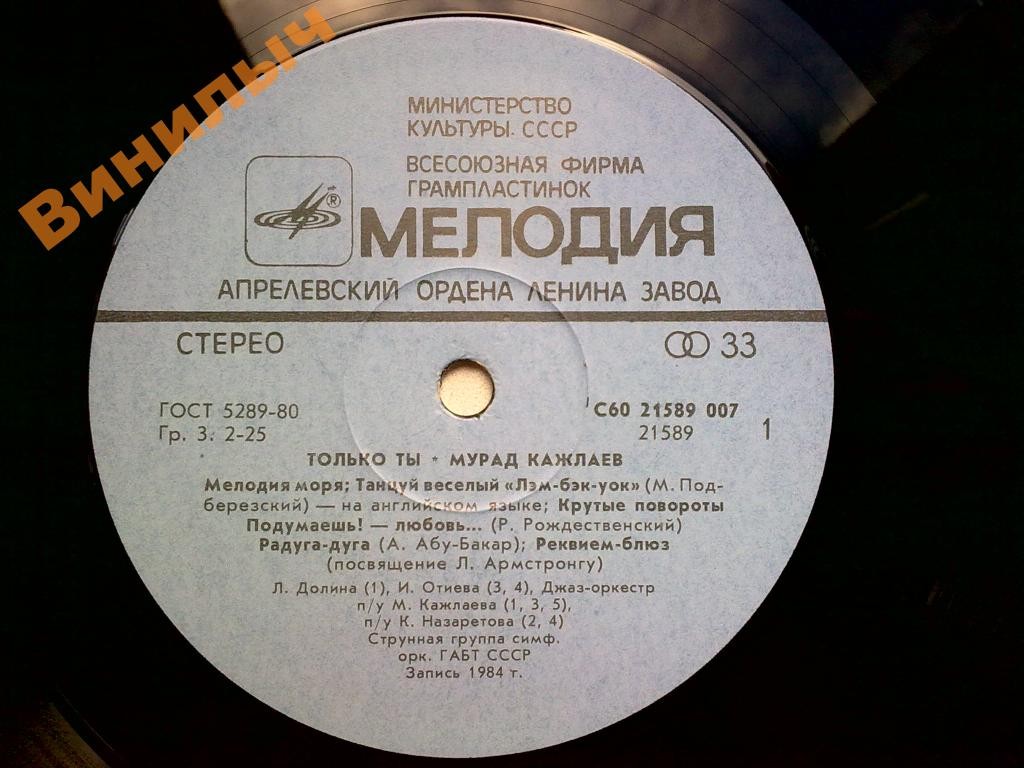 Винилыч
МИНИСТЕРСТВО
КУЛЬТУРЫ СССР
ВСЕСОЮЗНАЯ ФИРМА
ГРАМПЛАСТИНОК
®
МЕЛОДИЯ
АПРЕЛЕВСКИЙ ОРДЕНА ЛЕНИНА ЗАВОД
СТЕРЕО
33
ГОСТ 5289-80
Гр. 3. 2-25
С60 21589 007
21589
1
ТОЛЬКО ТЫ * МУРАД КАЖЛАЕВ
Мелодия моря; Танцуй веселый «Лэм-бэк-уок» (М. Под-
березский) — на английском языке; Крутые повороты
Подумаешь! — любовь... (Р. Рождественский)
Радуга-дуга (А. Абу-Бакар); Реквием-блюз
(посвящение Л. Армстронгу)
Л. Долина (1), И. Отиева (3, 4), Джаз-оркестр
п/у М. Кажлаева (1, 3, 5),
п/у К. Назаретова (2, 4)
Струнная группа симф.
орк. ГАБТ СССР
Запись 1984 г.